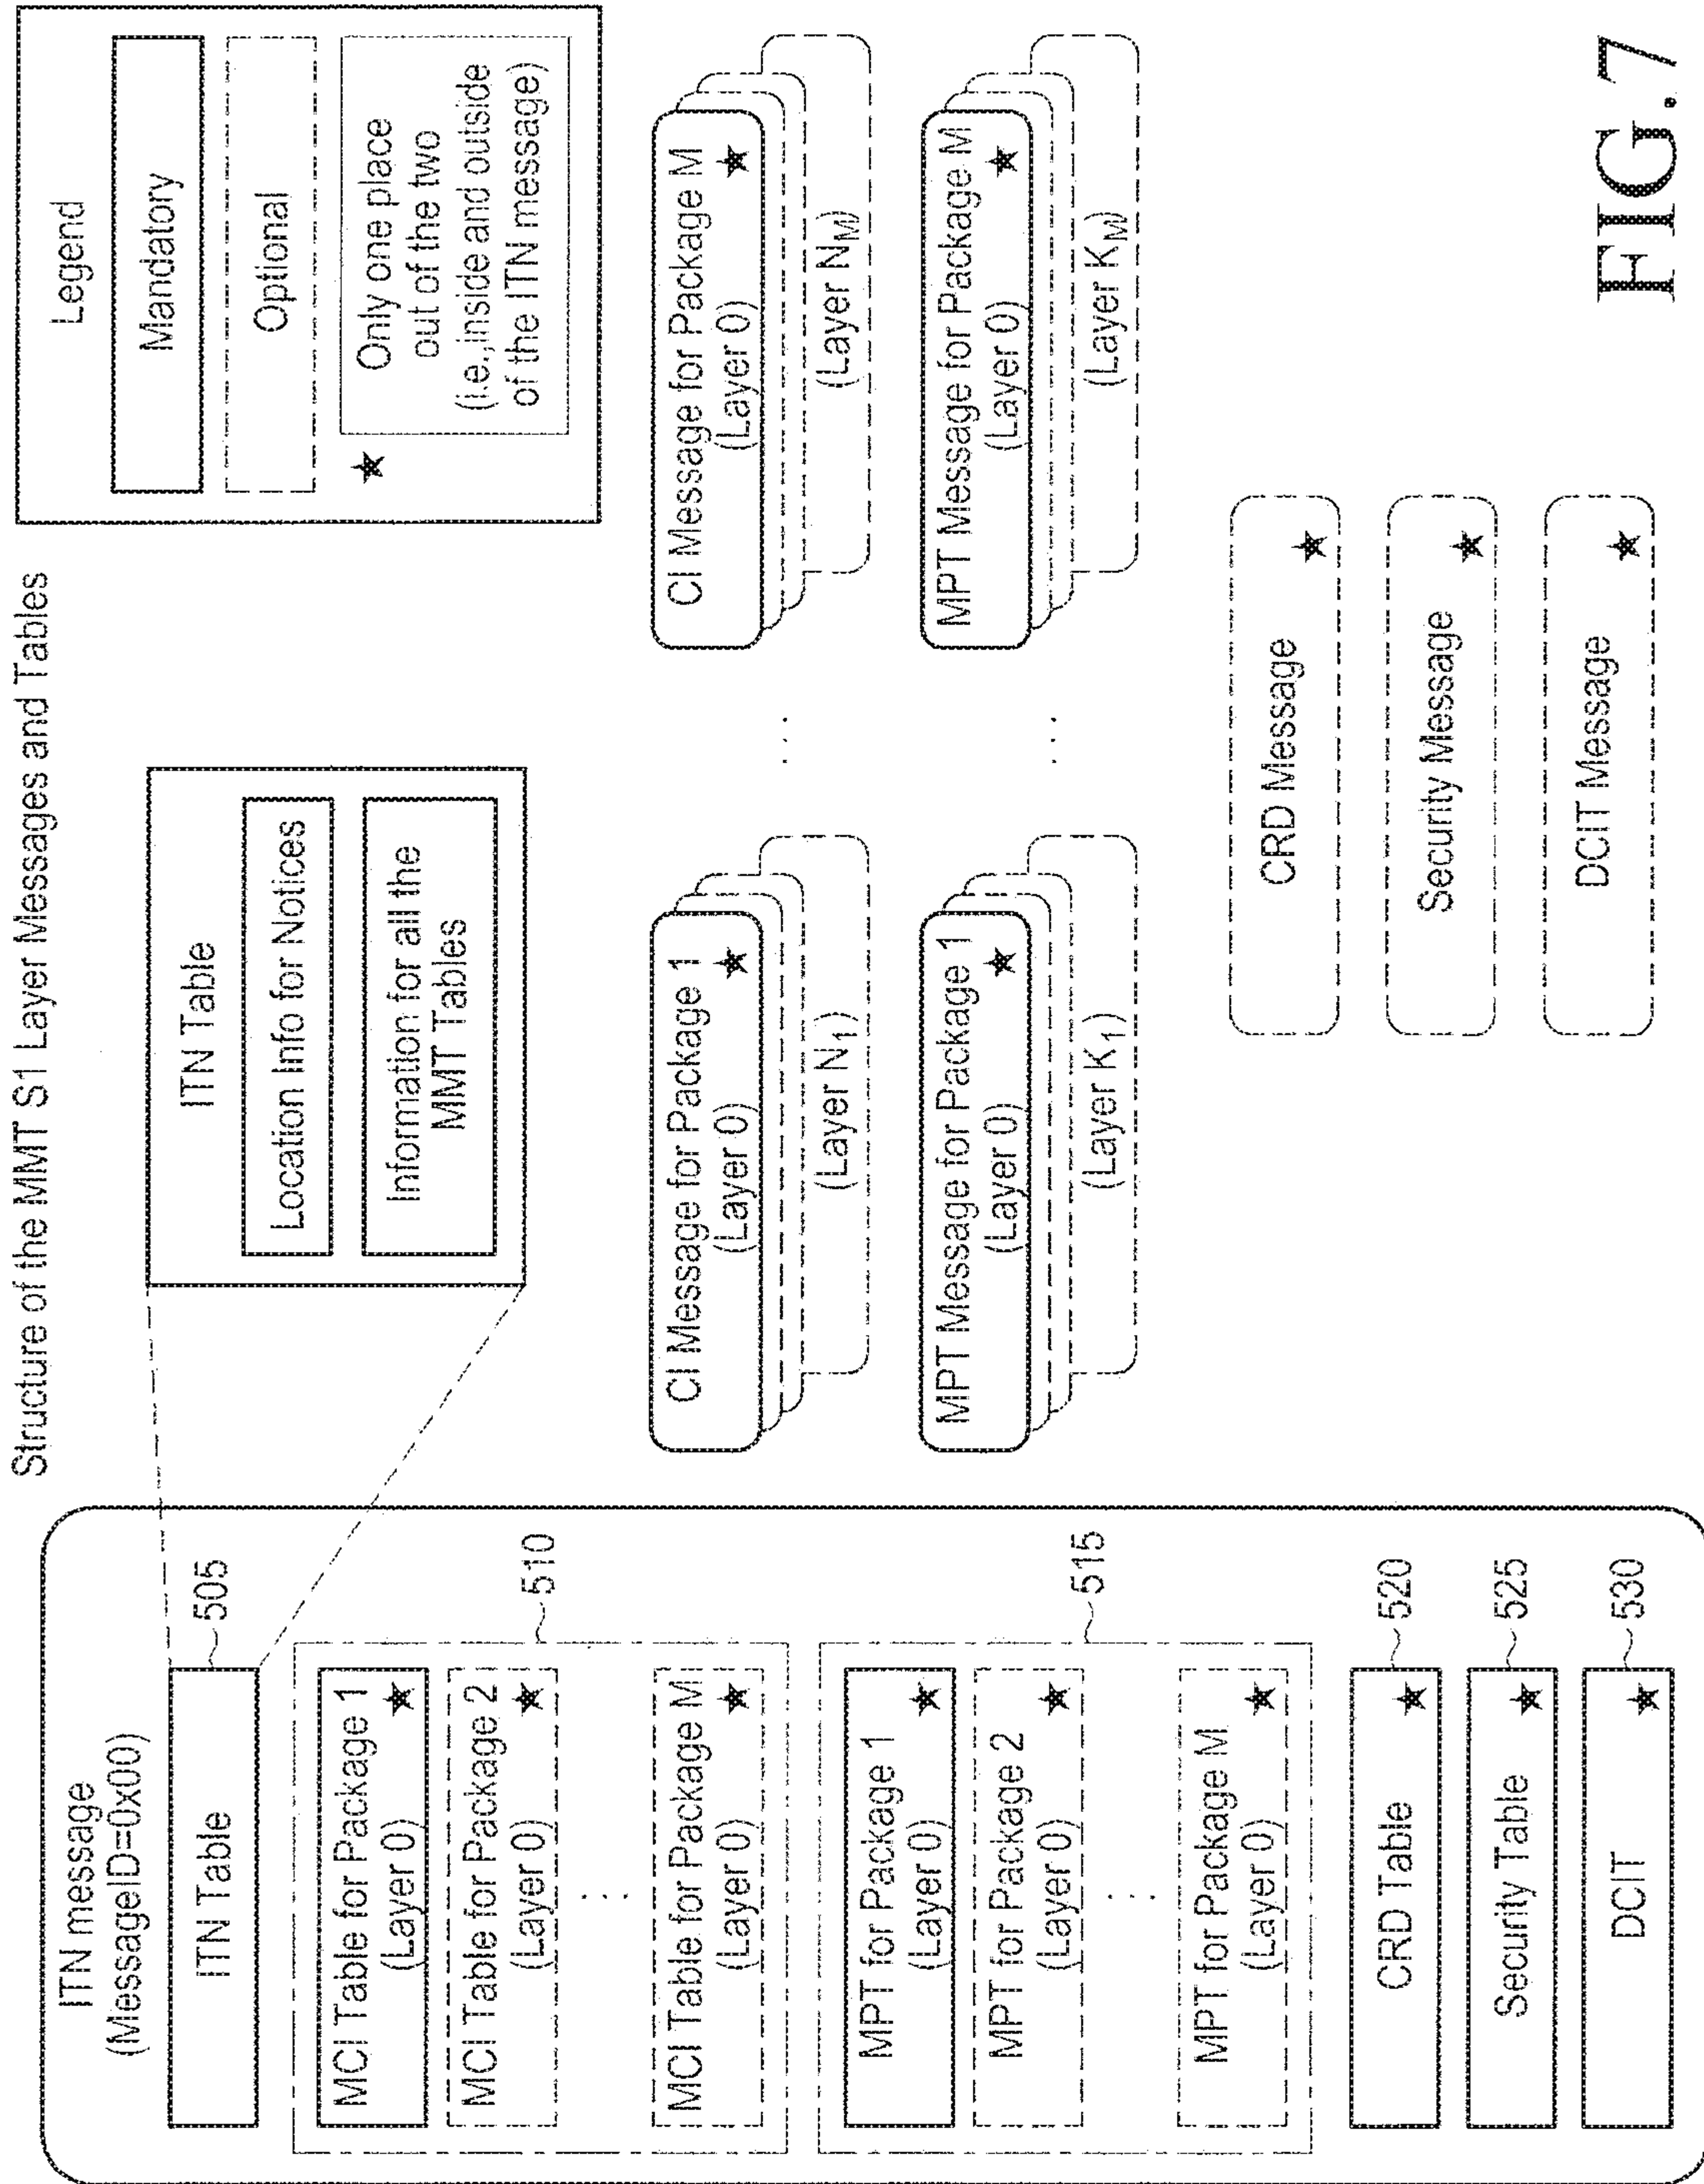 Structure of the MMT S1 Layer Messages and Tables
ITN message
(MessageID=0x00)
ITN Table
505
MCI Table for Package 1
(Layer 0)
★
MCI Table for Package 2
(Layer 0)
★
...
MCI Table for Package M
(Layer 0)
★
510
MPT for Package 1
(Layer 0)
★
MPT for Package 2
(Layer 0)
★
...
MPT for Package M
(Layer 0)
★
515
CRD Table
★
520
Security Table
★
525
DCIT
★
530
ITN Table
Location Info for Notices
Information for all the
MMT Tables
Legend
Mandatory
Optional
★
Only one place
out of the two
(i.e.,inside and outside
of the ITN message)
CI Message for Package 1
(Layer 0)
★
(Layer N₁)
...
CI Message for Package M
(Layer 0)
★
(Layer N_M)
MPT Message for Package 1
(Layer 0)
★
(Layer K₁)
...
MPT Message for Package M
(Layer 0)
★
(Layer K_M)
CRD Message
★
Security Message
★
DCIT Message
★
FIG.7